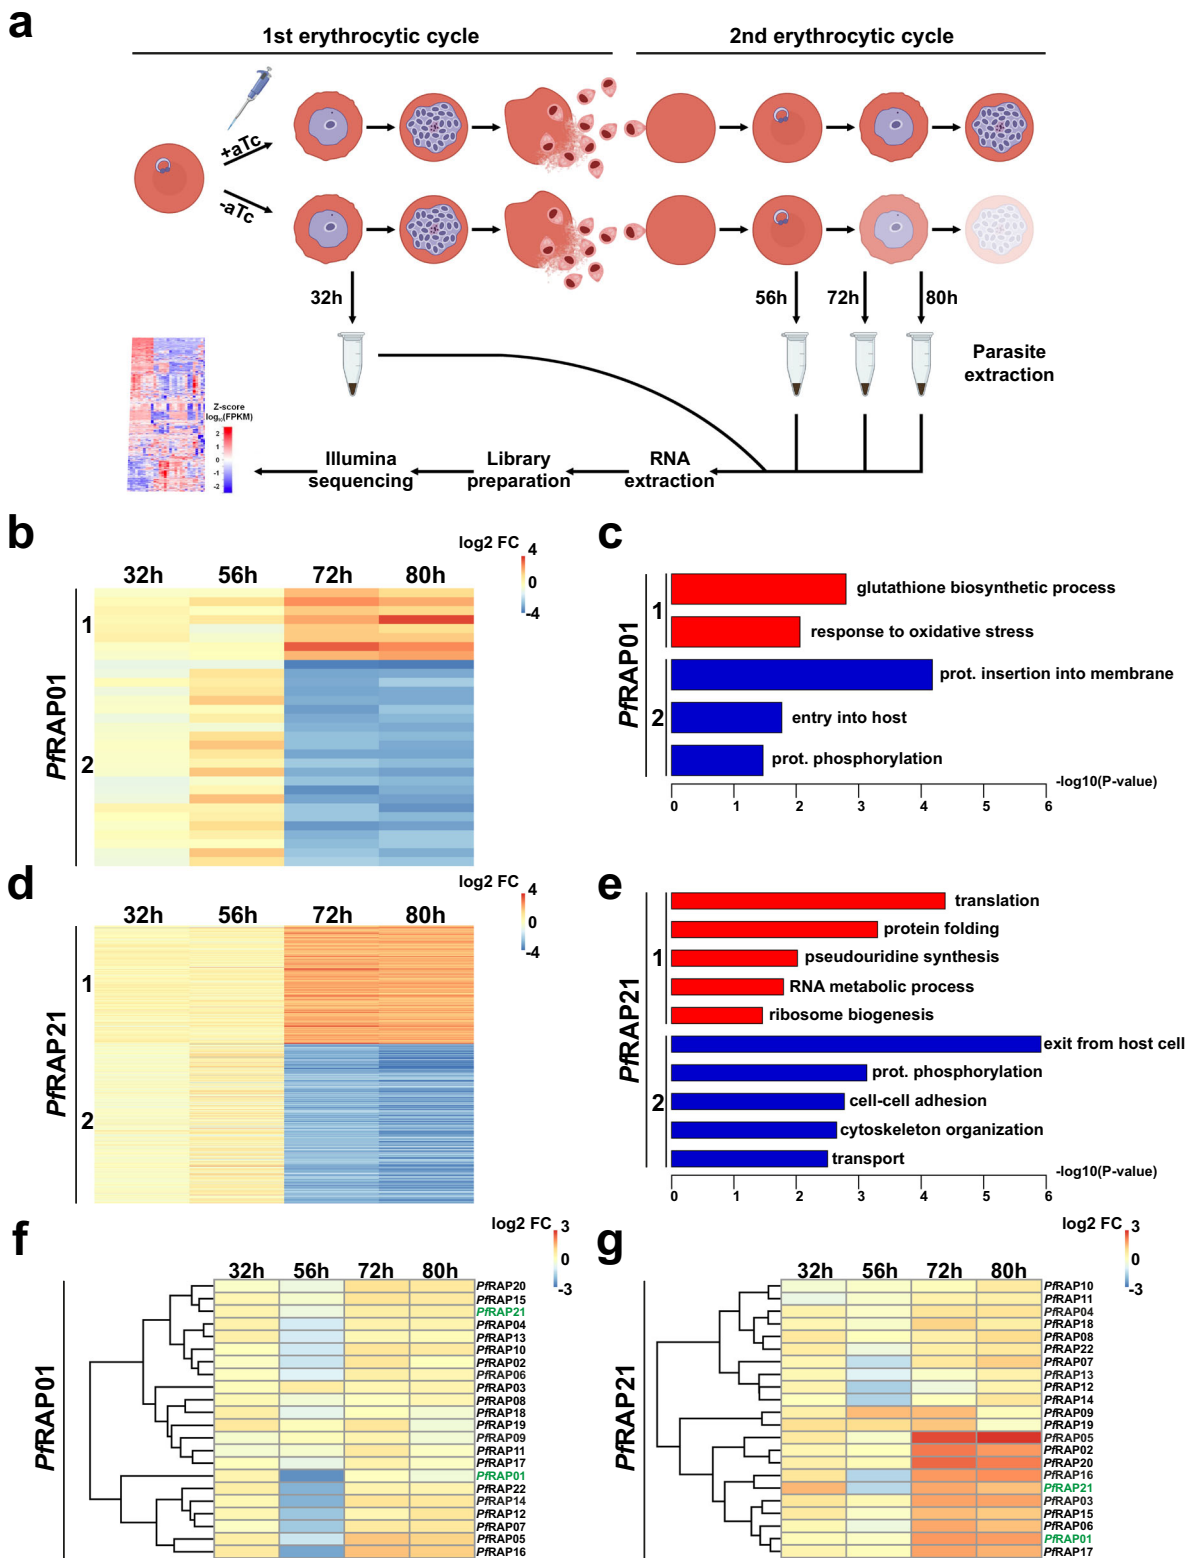 a
1st erythrocytic cycle
2nd erythrocytic cycle
+aTc
-aTc
32h
56h
72h
80h
Parasite
extraction
Z-score
log₁₀(FPKM)
2
1
0
-1
-2
Illumina
sequencing
Library
preparation
RNA
extraction
b
log2 FC
4
0
-4
32h 56h 72h 80h
PfRAP01
1
2
c
PfRAP01
1
2
glutathione biosynthetic process
response to oxidative stress
prot. insertion into membrane
entry into host
prot. phosphorylation
-log10(P-value)
0 1 2 3 4 5 6
d
log2 FC
4
0
-4
32h 56h 72h 80h
PfRAP21
1
2
e
PfRAP21
1
2
translation
protein folding
pseudouridine synthesis
RNA metabolic process
ribosome biogenesis
exit from host cell
prot. phosphorylation
cell-cell adhesion
cytoskeleton organization
transport
-log10(P-value)
0 1 2 3 4 5 6
f
log2 FC
3
0
-3
32h 56h 72h 80h
PfRAP01
PfRAP20
PfRAP15
PfRAP21
PfRAP04
PfRAP13
PfRAP10
PfRAP02
PfRAP06
PfRAP03
PfRAP08
PfRAP18
PfRAP19
PfRAP09
PfRAP11
PfRAP17
PfRAP01
PfRAP22
PfRAP14
PfRAP12
PfRAP07
PfRAP05
PfRAP16
g
log2 FC
3
0
-3
32h 56h 72h 80h
PfRAP21
PfRAP10
PfRAP11
PfRAP04
PfRAP18
PfRAP08
PfRAP22
PfRAP07
PfRAP13
PfRAP12
PfRAP14
PfRAP09
PfRAP19
PfRAP05
PfRAP02
PfRAP20
PfRAP16
PfRAP21
PfRAP03
PfRAP15
PfRAP06
PfRAP01
PfRAP17